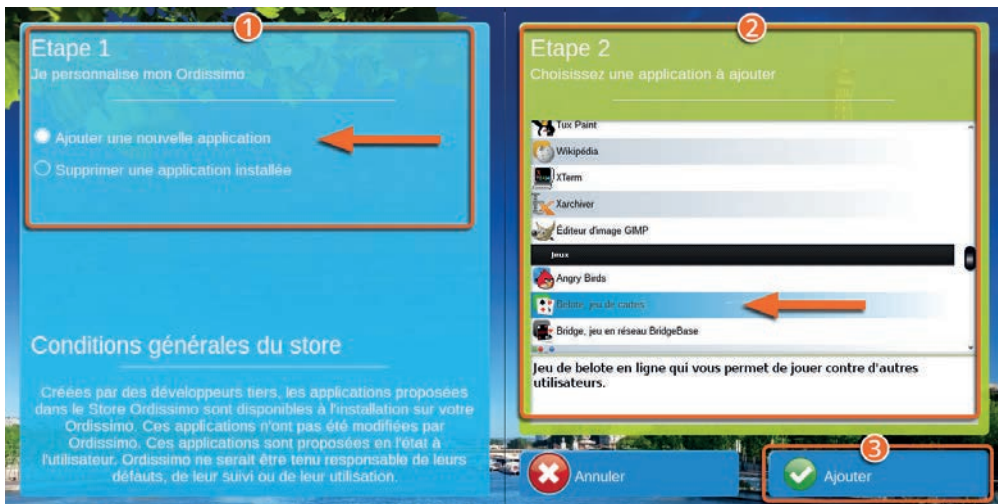 1
Etape 1
Je personnalise mon Ordissimo
Ajouter une nouvelle application
Supprimer une application installée
Conditions générales du store
Créées par des développeurs tiers, les applications proposées
dans le Store Ordissimo sont disponibles à l'installation sur votre
Ordissimo. Ces applications n'ont pas été modifiées par
Ordissimo. Ces applications sont proposées en l'état à
l'utilisateur. Ordissimo ne serait être tenu responsable de leurs
défauts, de leur suivi ou de leur utilisation.
2
Etape 2
Choisissez une application à ajouter
Tux Paint
Wikipédia
XTerm
Xarchiver
Éditeur d'image GIMP
Jeux
Angry Birds
Belote, jeu de cartes
Bridge, jeu en réseau BridgeBase
Jeu de belote en ligne qui vous permet de jouer contre d'autres
utilisateurs.
Annuler
3
Ajouter